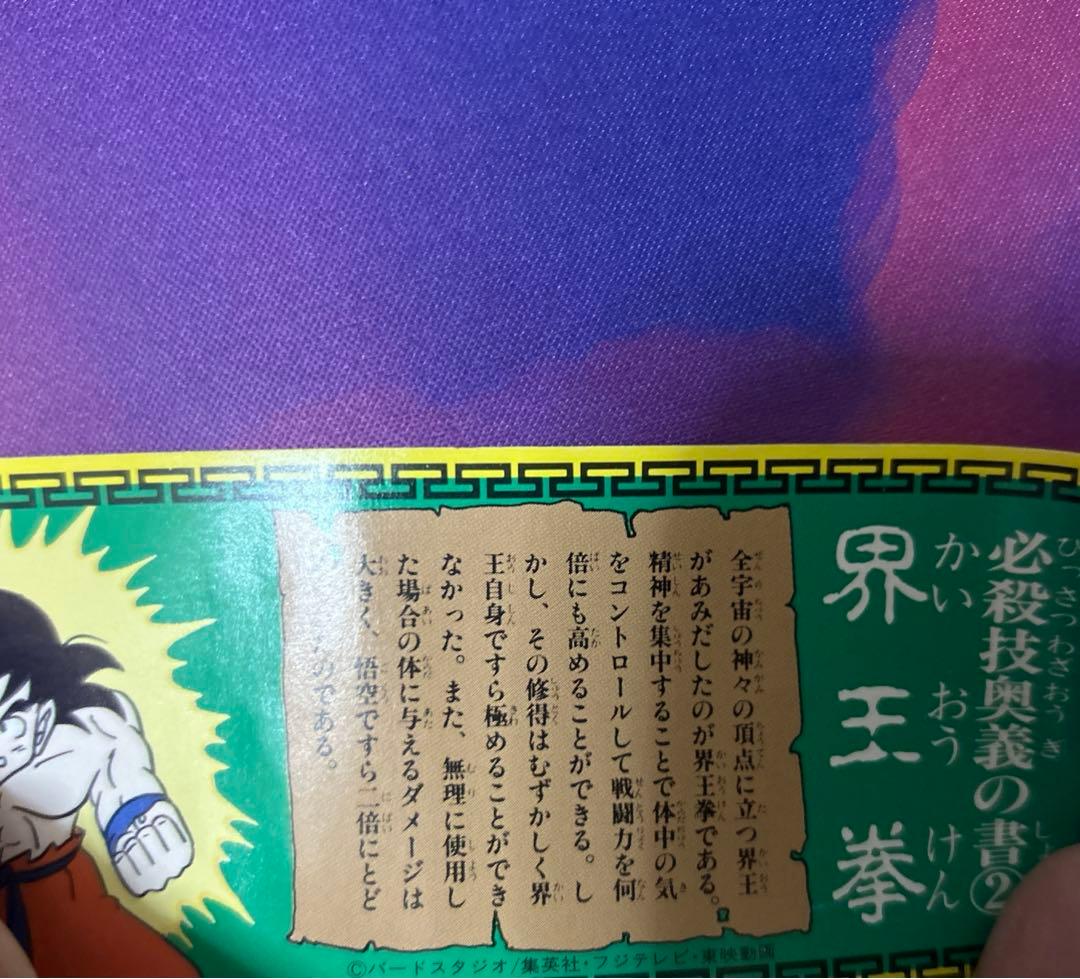 必殺技奥義の書②
界王拳
かいおうけん
全宇宙の神々の頂点に立つ界王
があみだしたのが界王拳である。
精神を集中することで体中の気
をコントロールして戦闘力を何
倍にも高めることができる。し
かし、その修得はむずかしく界
王自身ですら極めることができ
なかった。また、無理に使用し
た場合の体に与えるダメージは
大きく、悟空ですら二倍にとど
のである。
©バードスタジオ/集英社・フジテレビ・東映動画